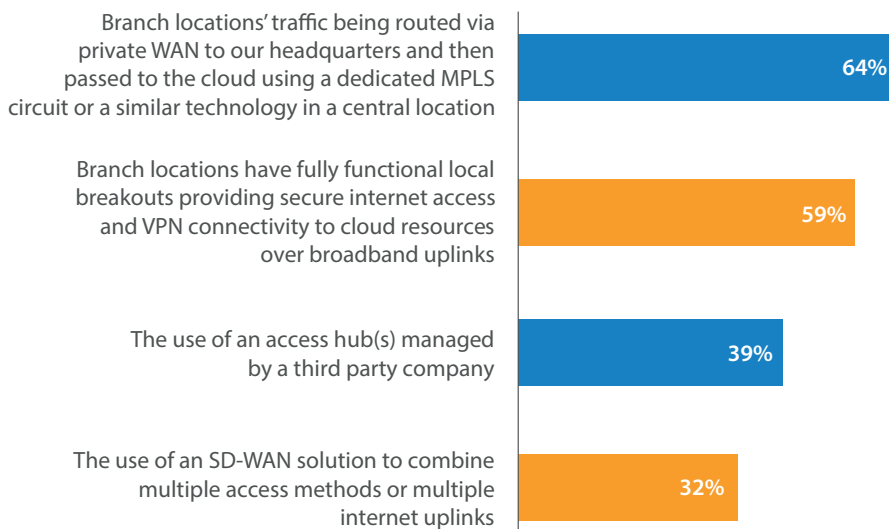 Branch locations’ traffic being routed via
private WAN to our headquarters and then
passed to the cloud using a dedicated MPLS
circuit or a similar technology in a central location
64%
Branch locations have fully functional local
breakouts providing secure internet access
and VPN connectivity to cloud resources
over broadband uplinks
59%
The use of an access hub(s) managed
by a third party company
39%
The use of an SD-WAN solution to combine
multiple access methods or multiple
internet uplinks
32%